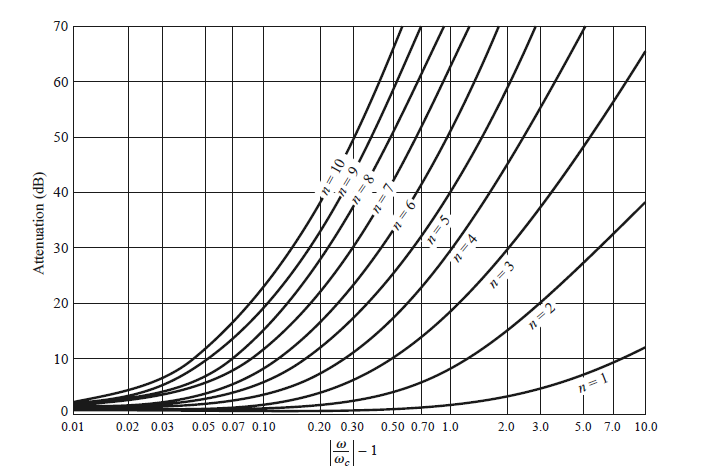 70
60
50
40
30
20
10
0
Attenuation (dB)
n = 10
n = 9
n = 8
n = 7
n = 6
n = 5
n = 4
n = 3
n = 2
n = 1
0.01 0.02 0.03 0.05 0.07 0.10 0.20 0.30 0.50 0.70 1.0 2.0 3.0 5.0 7.0 10.0
|ω/ω_c| − 1